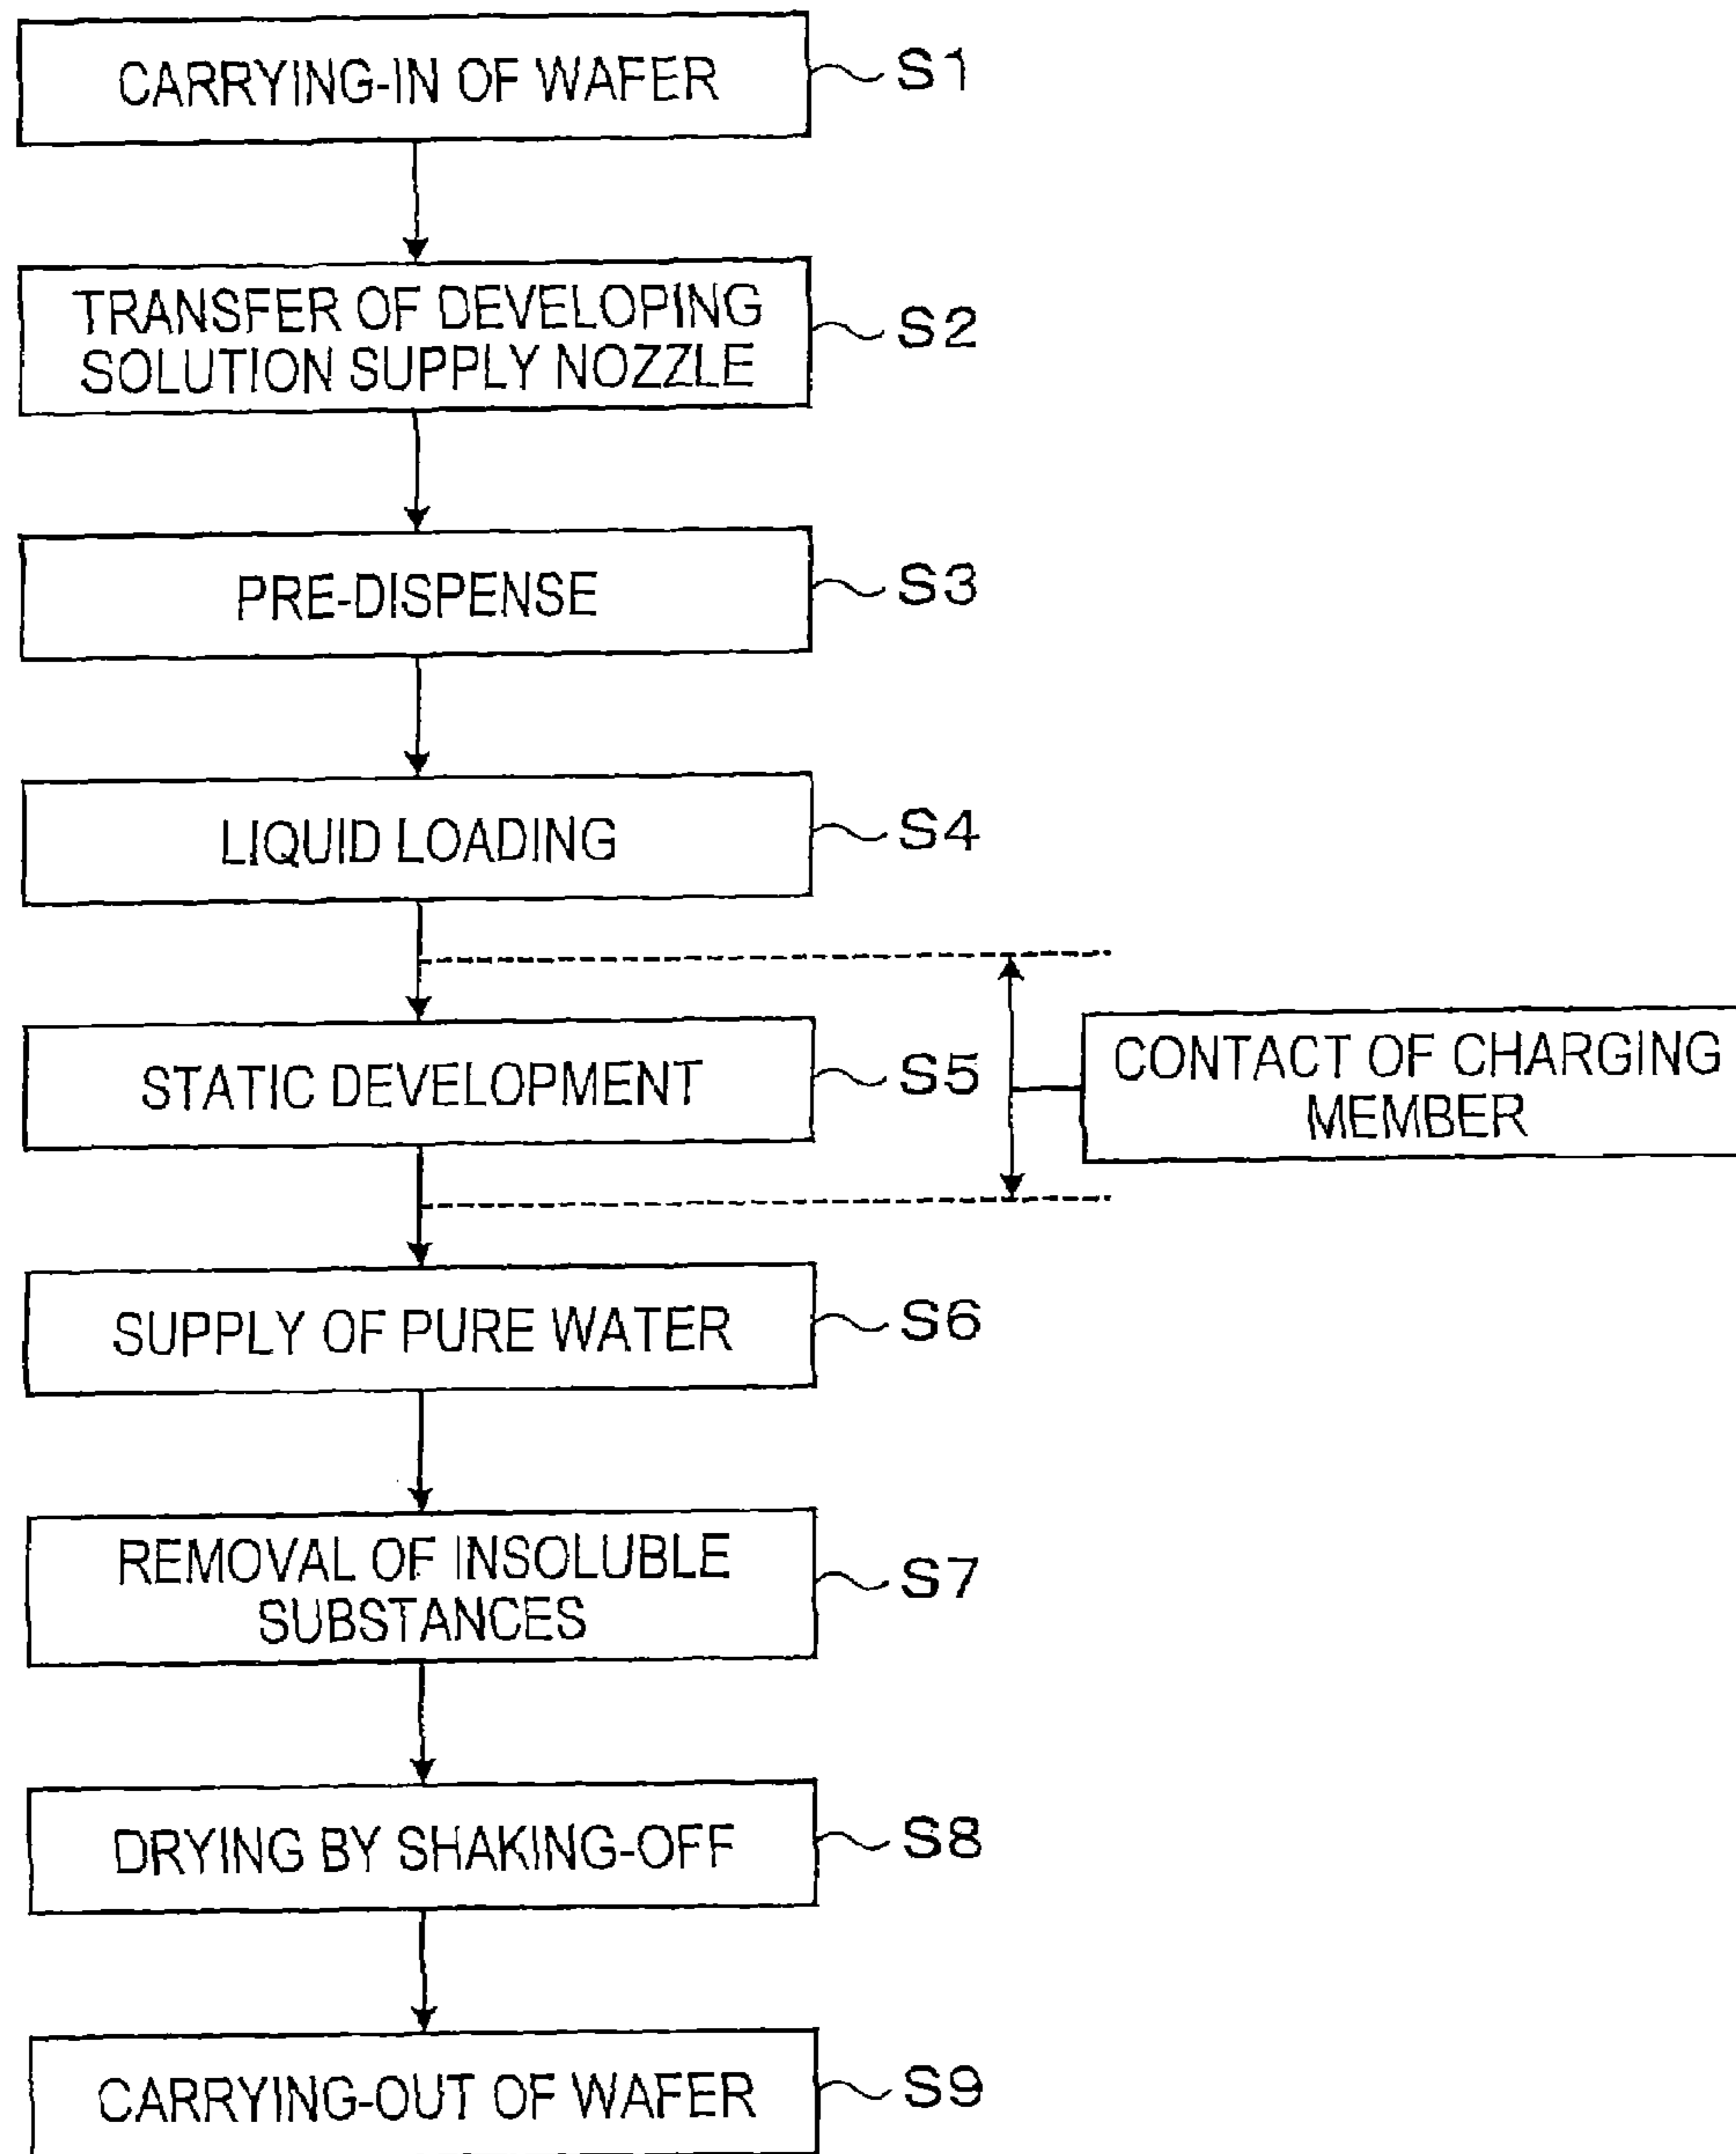 CARRYING-IN OF WAFER
S1
TRANSFER OF DEVELOPING
SOLUTION SUPPLY NOZZLE
S2
PRE-DISPENSE
S3
LIQUID LOADING
S4
STATIC DEVELOPMENT
S5
CONTACT OF CHARGING
MEMBER
SUPPLY OF PURE WATER
S6
REMOVAL OF INSOLUBLE
SUBSTANCES
S7
DRYING BY SHAKING-OFF
S8
CARRYING-OUT OF WAFER
S9